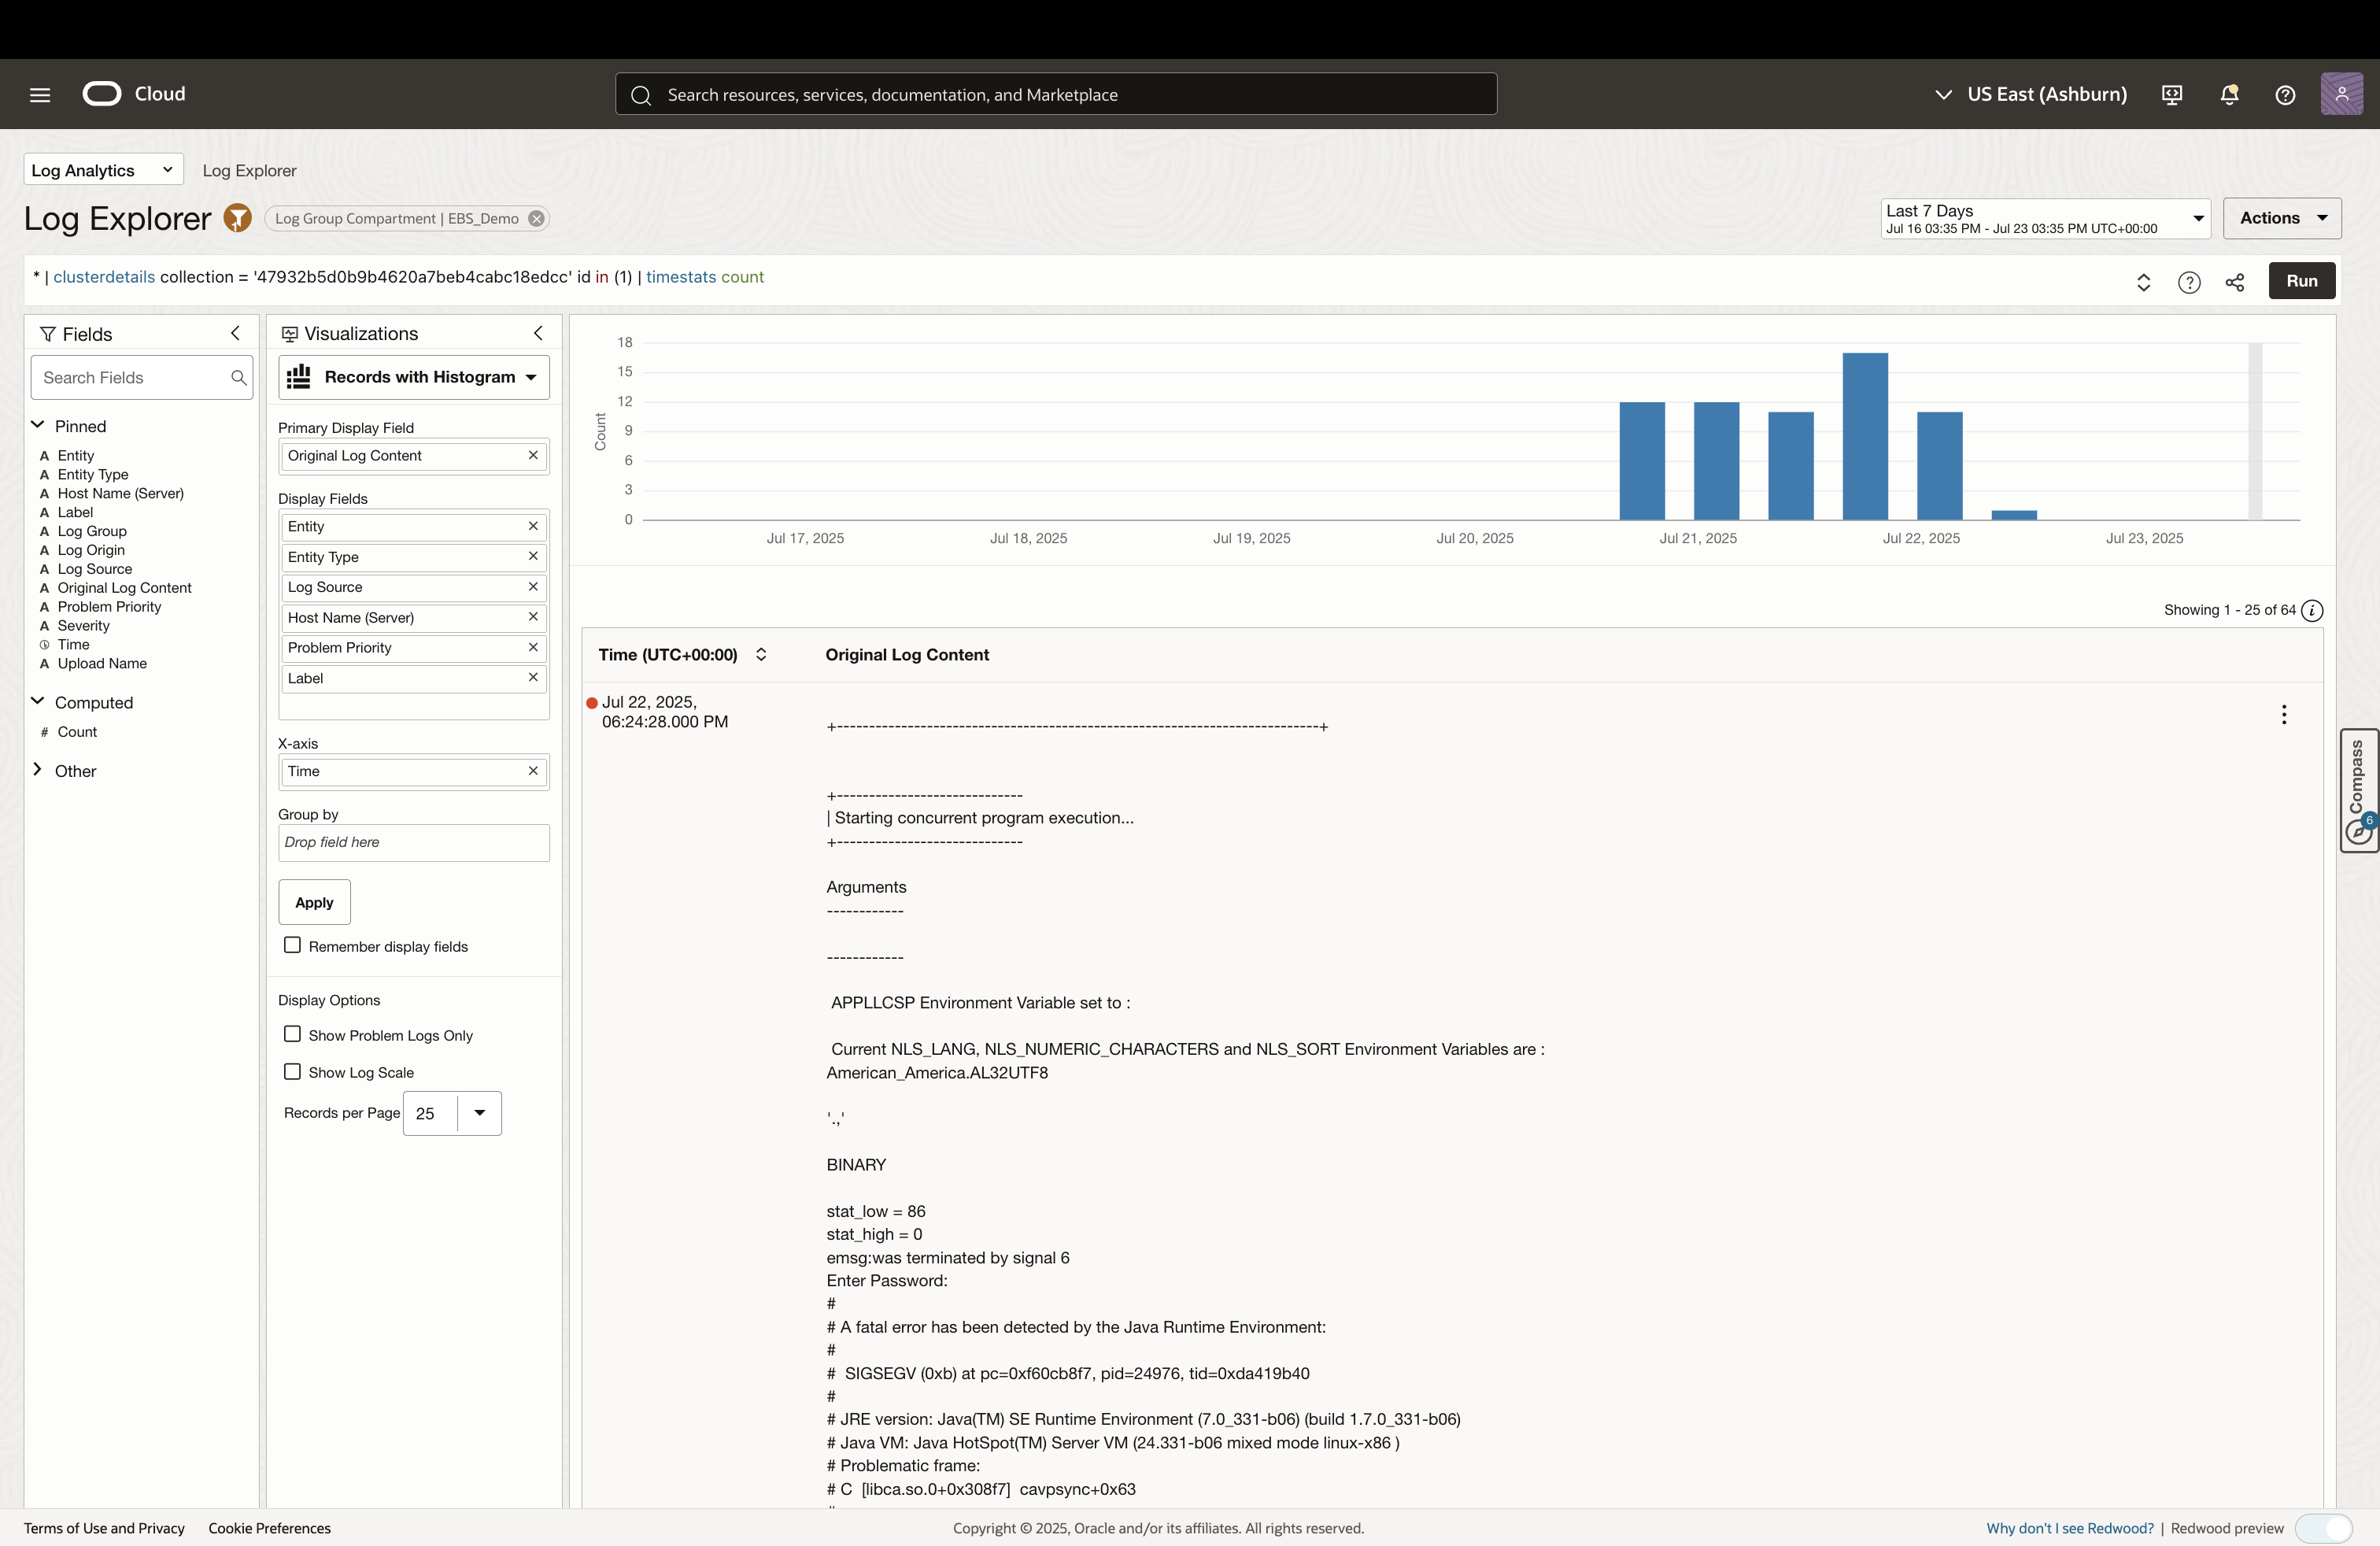 Cloud
Search resources, services, documentation, and Marketplace
US East (Ashburn)
Log Analytics
Log Explorer
Log Explorer
Log Group Compartment | EBS_Demo
Last 7 Days
Jul 16 03:35 PM - Jul 23 03:35 PM UTC+00:00
Actions
* | clusterdetails collection = '47932b5d0b9b4620a7beb4cabc18edcc' id in (1) | timestats count
Run
Fields
Search Fields
Pinned
A Entity
A Entity Type
A Host Name (Server)
A Label
A Log Group
A Log Origin
A Log Source
A Original Log Content
A Problem Priority
A Severity
Time
A Upload Name
Computed
# Count
Other
Visualizations
Records with Histogram
Primary Display Field
Original Log Content
Display Fields
Entity
Entity Type
Log Source
Host Name (Server)
Problem Priority
Label
X-axis
Time
Group by
Drop field here
Apply
Remember display fields
Display Options
Show Problem Logs Only
Show Log Scale
Records per Page 25
Count
18
15
12
9
6
3
0
Jul 17, 2025
Jul 18, 2025
Jul 19, 2025
Jul 20, 2025
Jul 21, 2025
Jul 22, 2025
Jul 23, 2025
Showing 1 - 25 of 64
Time (UTC+00:00)
Original Log Content
Jul 22, 2025,
06:24:28.000 PM
+---------------------------------------------------------------------------+
+-----------------------------
| Starting concurrent program execution...
+-----------------------------
Arguments
------------
------------
APPLLCSP Environment Variable set to :
Current NLS_LANG, NLS_NUMERIC_CHARACTERS and NLS_SORT Environment Variables are :
American_America.AL32UTF8
'.,'
BINARY
stat_low = 86
stat_high = 0
emsg:was terminated by signal 6
Enter Password:
#
# A fatal error has been detected by the Java Runtime Environment:
#
# SIGSEGV (0xb) at pc=0xf60cb8f7, pid=24976, tid=0xda419b40
#
# JRE version: Java(TM) SE Runtime Environment (7.0_331-b06) (build 1.7.0_331-b06)
# Java VM: Java HotSpot(TM) Server VM (24.331-b06 mixed mode linux-x86 )
# Problematic frame:
# C [libca.so.0+0x308f7] cavpsync+0x63
Compass
6
Terms of Use and Privacy
Cookie Preferences
Copyright © 2025, Oracle and/or its affiliates. All rights reserved.
Why don't I see Redwood? | Redwood preview